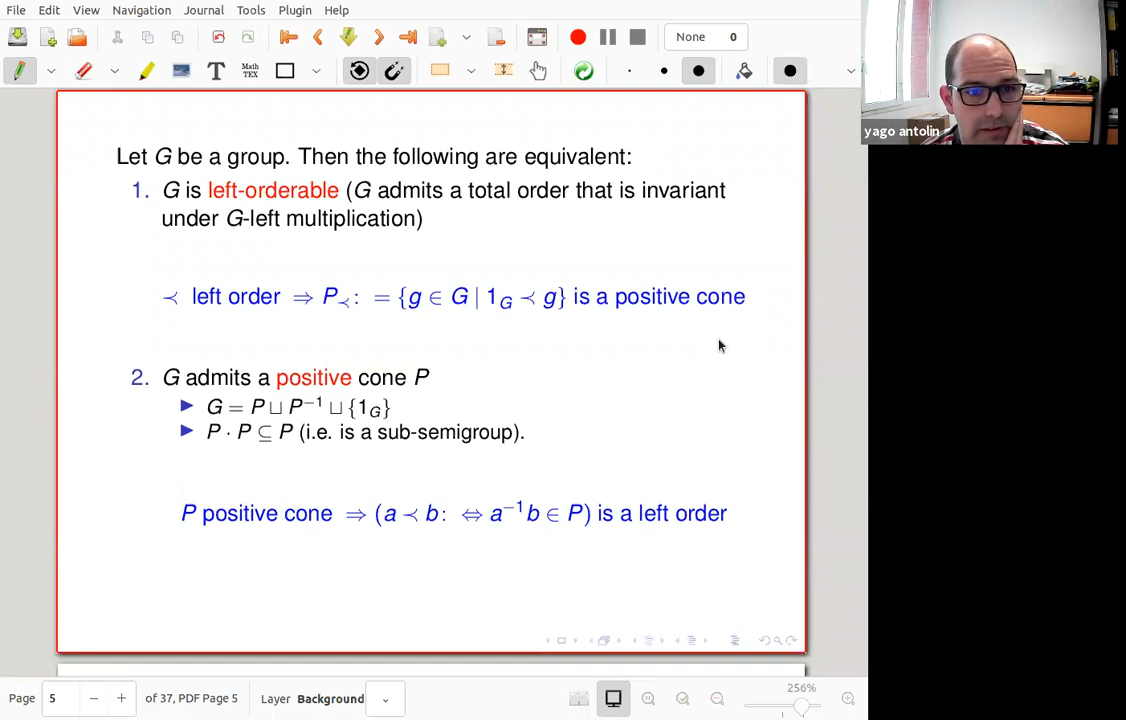 File Edit View Navigation Journal Tools Plugin Help
None 0
T MATH TEX
yago antolin
Let G be a group. Then the following are equivalent:
1. G is left-orderable (G admits a total order that is invariant
under G-left multiplication)
≺ left order ⇒ P≺: = {g ∈ G | 1G ≺ g} is a positive cone
2. G admits a positive cone P
▶ G = P ⊔ P⁻¹ ⊔ {1G}
▶ P · P ⊆ P (i.e. is a sub-semigroup).
P positive cone ⇒ (a ≺ b: ⇔ a⁻¹b ∈ P) is a left order
Page 5 − + of 37, PDF Page 5 Layer Background 256%